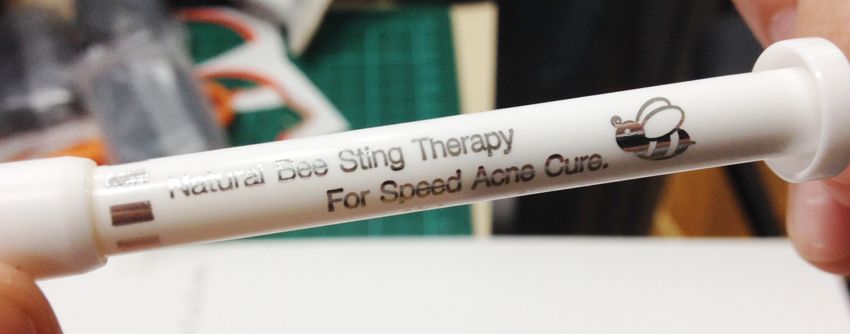 Natural Bee Sting Therapy
For Speed Acne Cure.